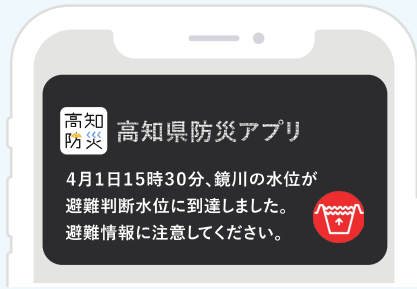 高知
防災
高知県防災アプリ
4月1日15時30分、鏡川の水位が
避難判断水位に到達しました。
避難情報に注意してください。